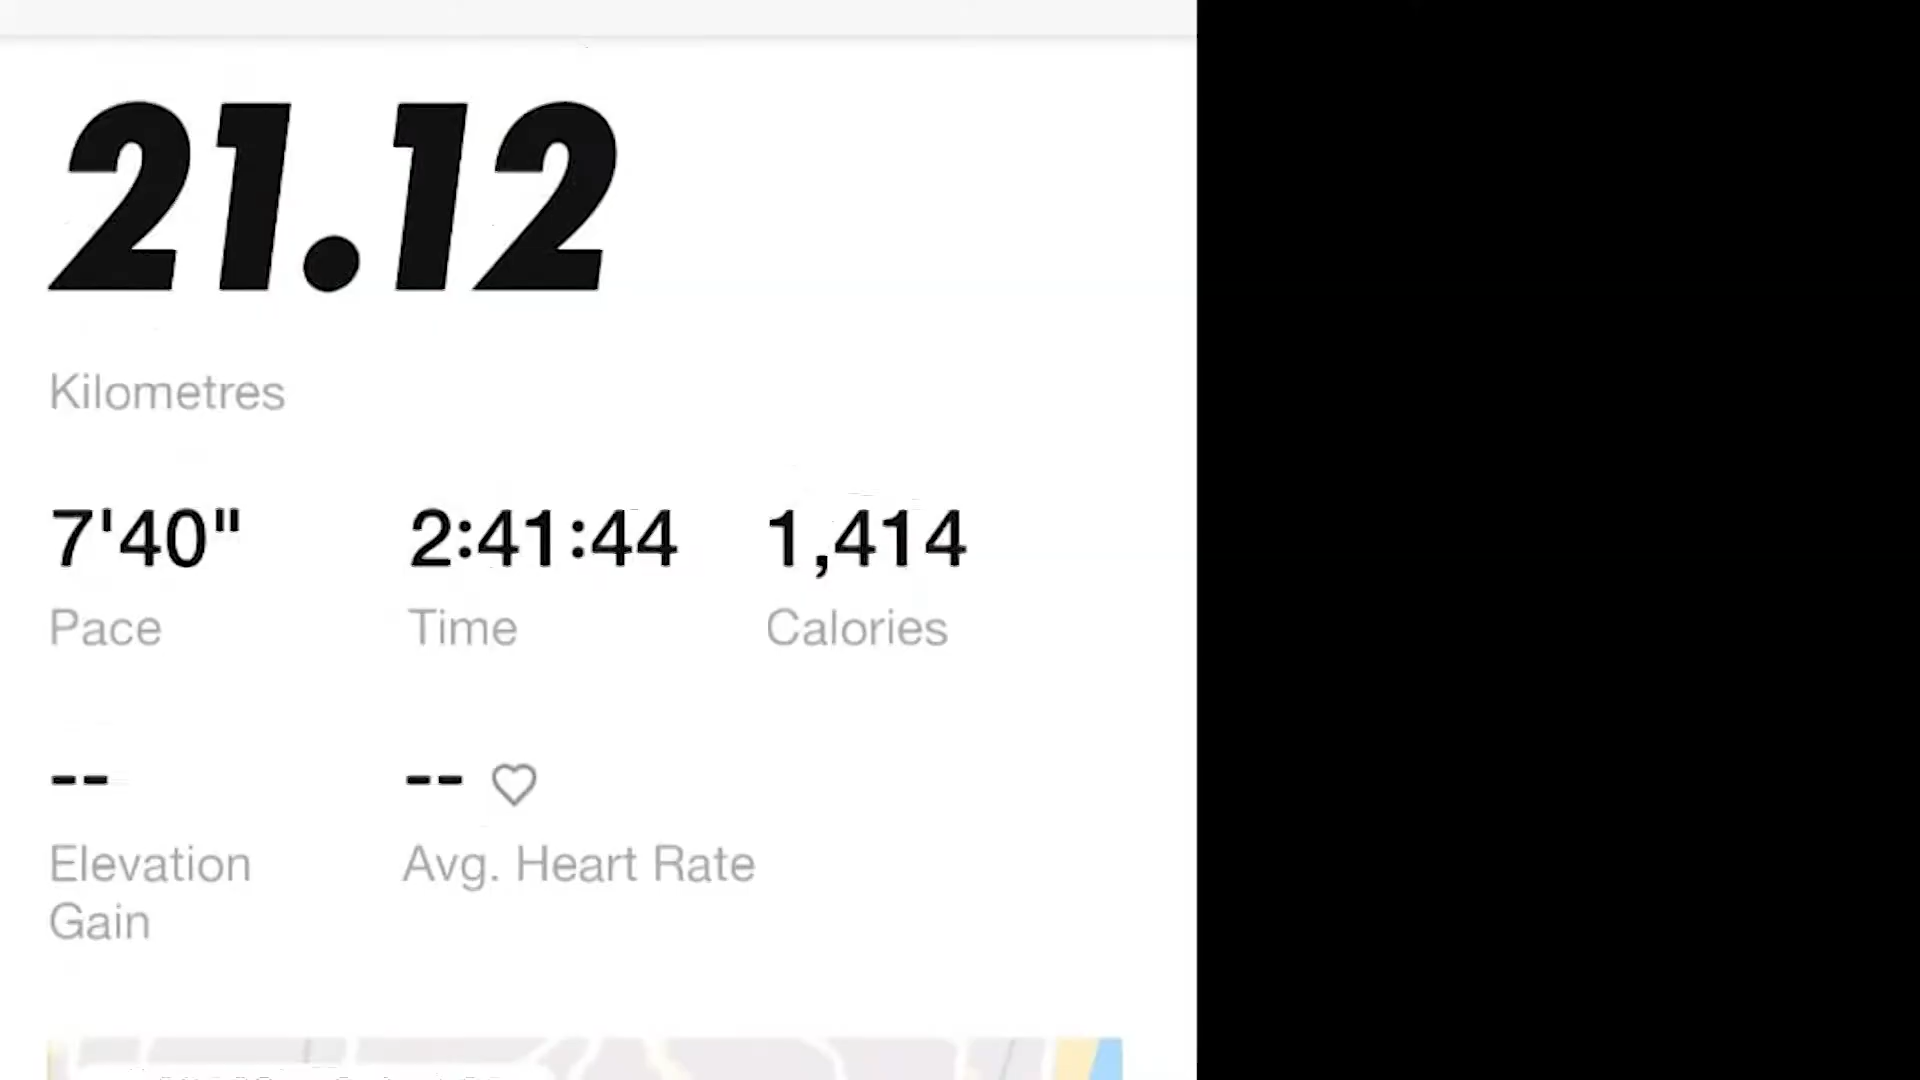 21.12
Kilometres
7'40" 2:41:44 1,414
Pace Time Calories
-- --
Elevation Gain Avg. Heart Rate